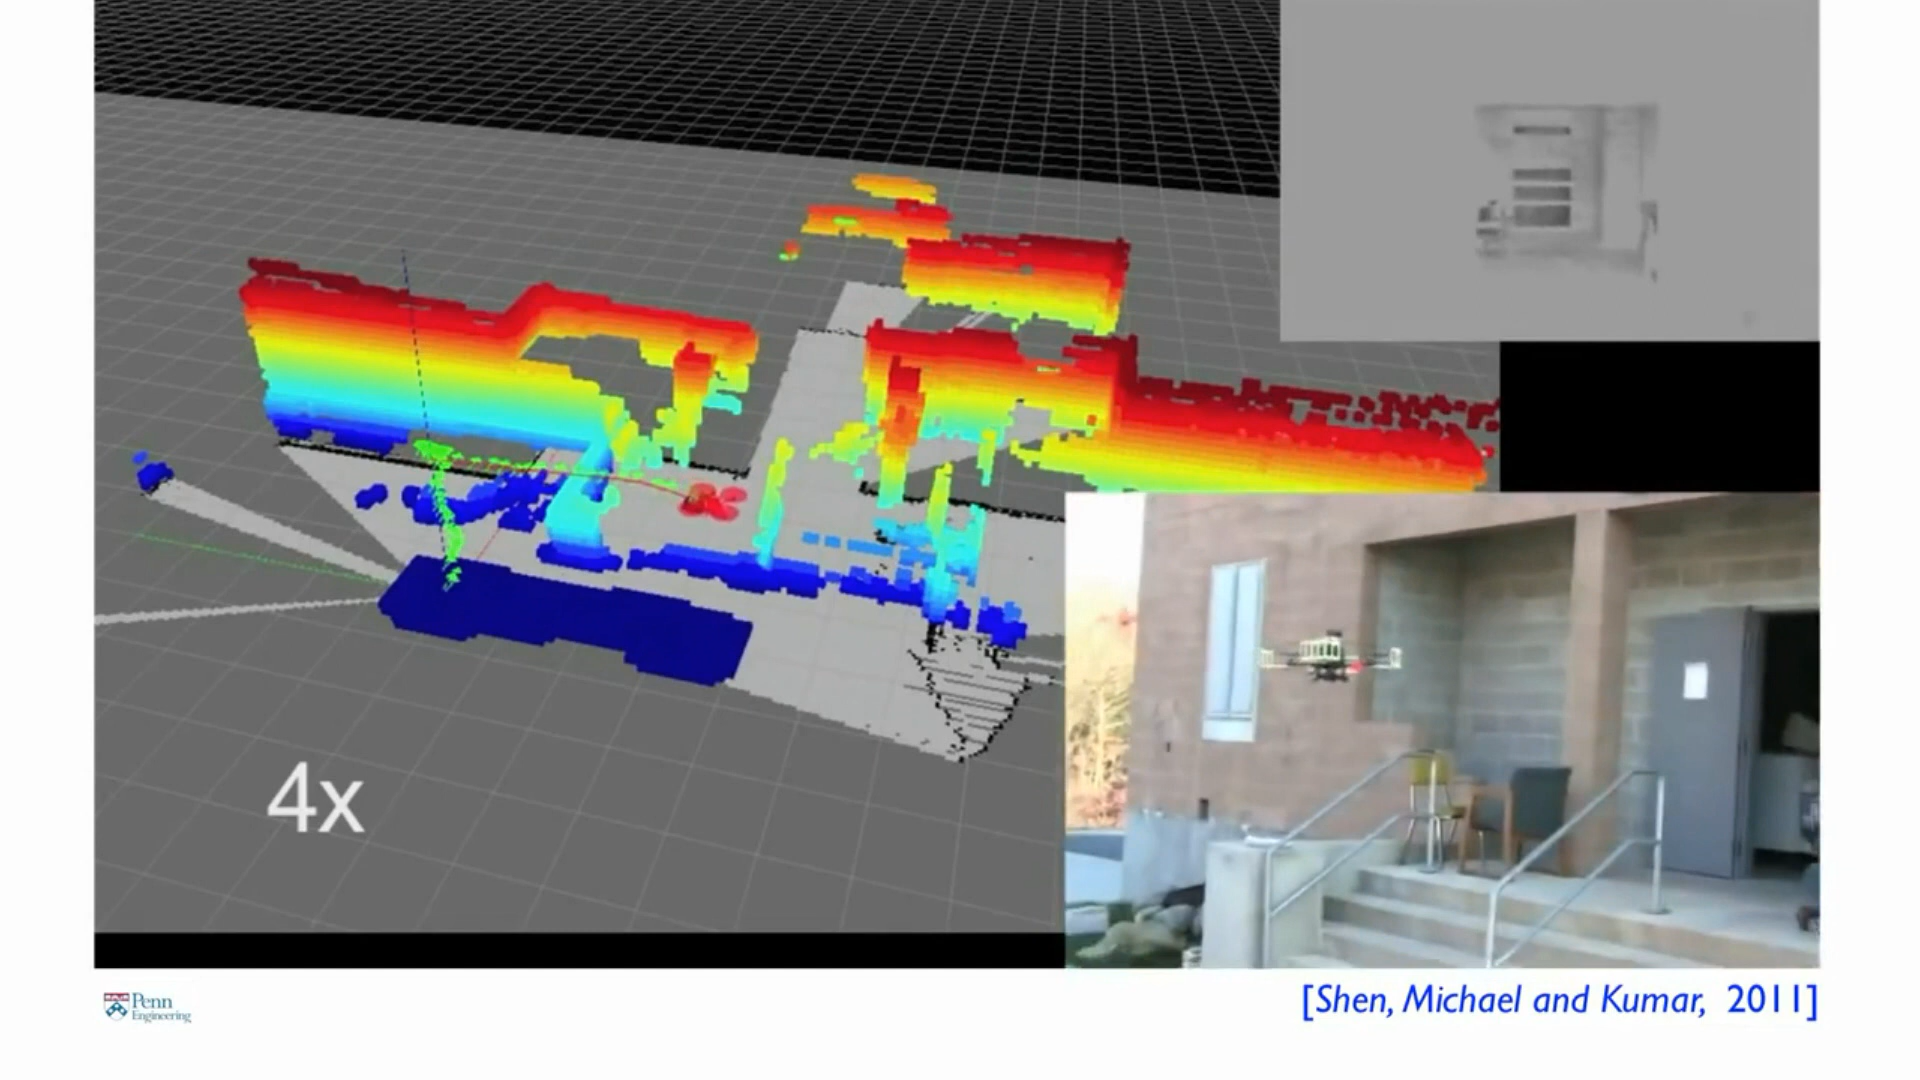 4x
Penn
Engineering
[Shen, Michael and Kumar, 2011]